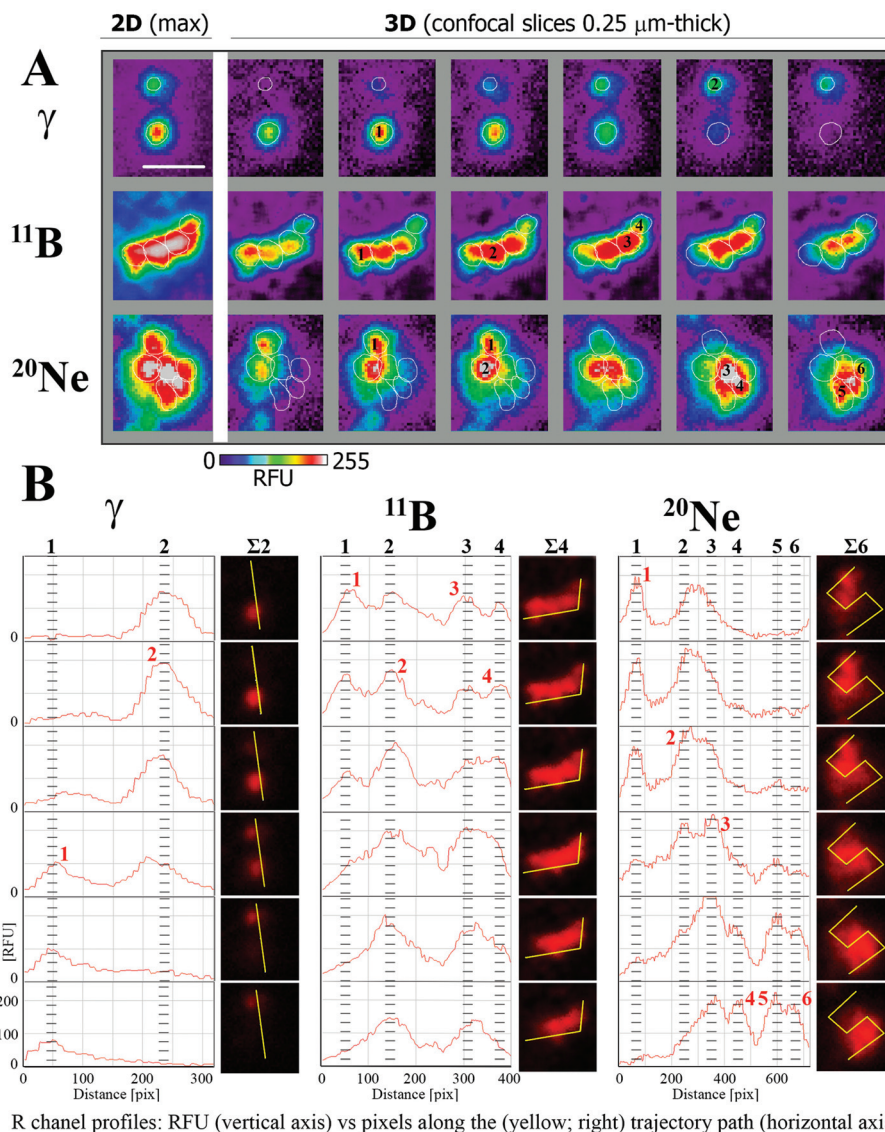 2D (max) 3D (confocal slices 0.25 μm-thick)
A
γ
1 2
¹¹B
1 2 3 4
²⁰Ne
1 1 2 3 4 5 6
0 255
RFU
B
γ ¹¹B ²⁰Ne
1 2 Σ2 1 2 3 4 Σ4 1 2 3 4 5 6 Σ6
1 3 1
0
2 2 4
0
2
0
1 3
0
[RFU]
0
200 4 5 6
100
0
0 100 200 300 0 100 200 300 400 0 200 400 600
Distance [pix] Distance [pix] Distance [pix]
R chanel profiles: RFU (vertical axis) vs pixels along the (yellow; right) trajectory path (horizontal axi